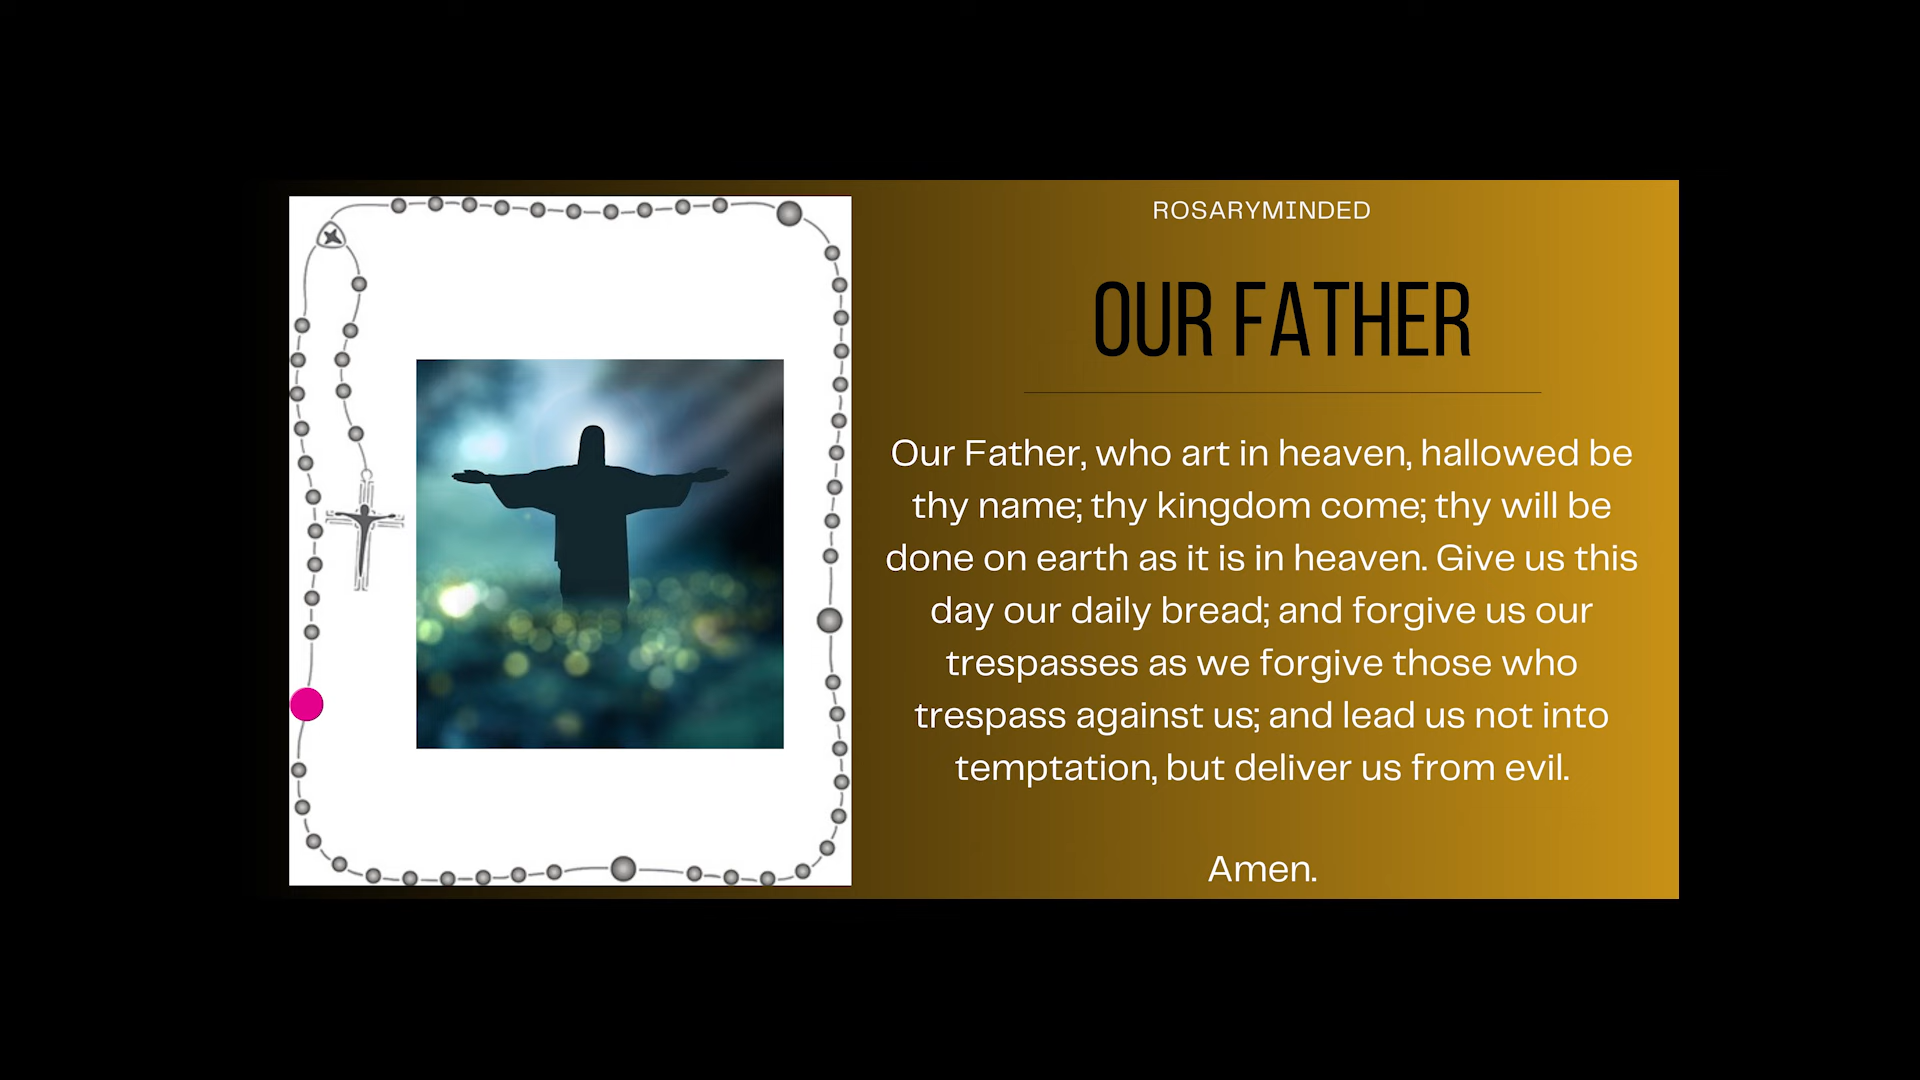 ROSARYMINDED
OUR FATHER
Our Father, who art in heaven, hallowed be
thy name; thy kingdom come; thy will be
done on earth as it is in heaven. Give us this
day our daily bread; and forgive us our
trespasses as we forgive those who
trespass against us; and lead us not into
temptation, but deliver us from evil.
Amen.